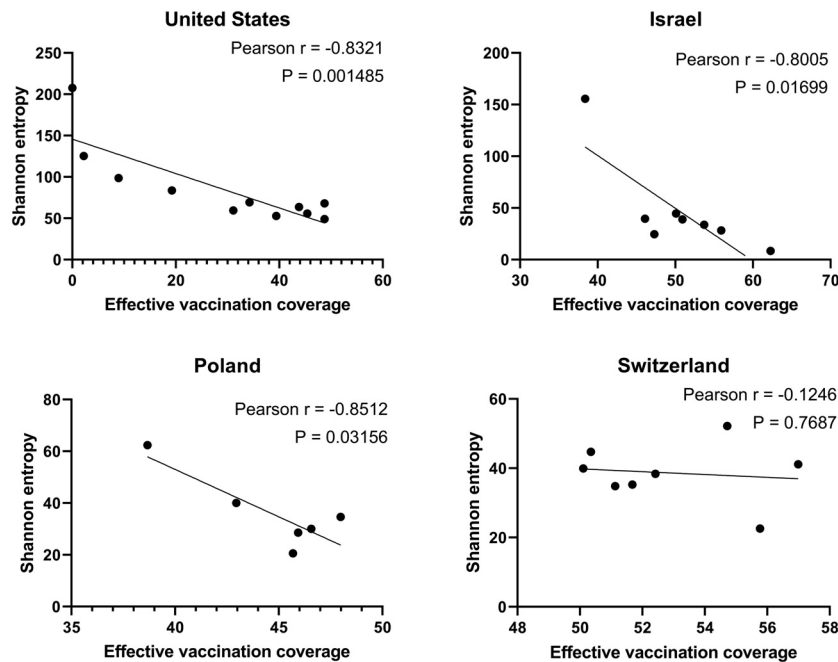 United States
Pearson r = -0.8321
P = 0.001485
Shannon entropy
250
200
150
100
50
0
0 20 40 60
Effective vaccination coverage
Israel
Pearson r = -0.8005
P = 0.01699
Shannon entropy
200
150
100
50
0
30 40 50 60 70
Effective vaccination coverage
Poland
Pearson r = -0.8512
P = 0.03156
Shannon entropy
80
60
40
20
0
35 40 45 50
Effective vaccination coverage
Switzerland
Pearson r = -0.1246
P = 0.7687
Shannon entropy
60
40
20
0
48 50 52 54 56 58
Effective vaccination coverage